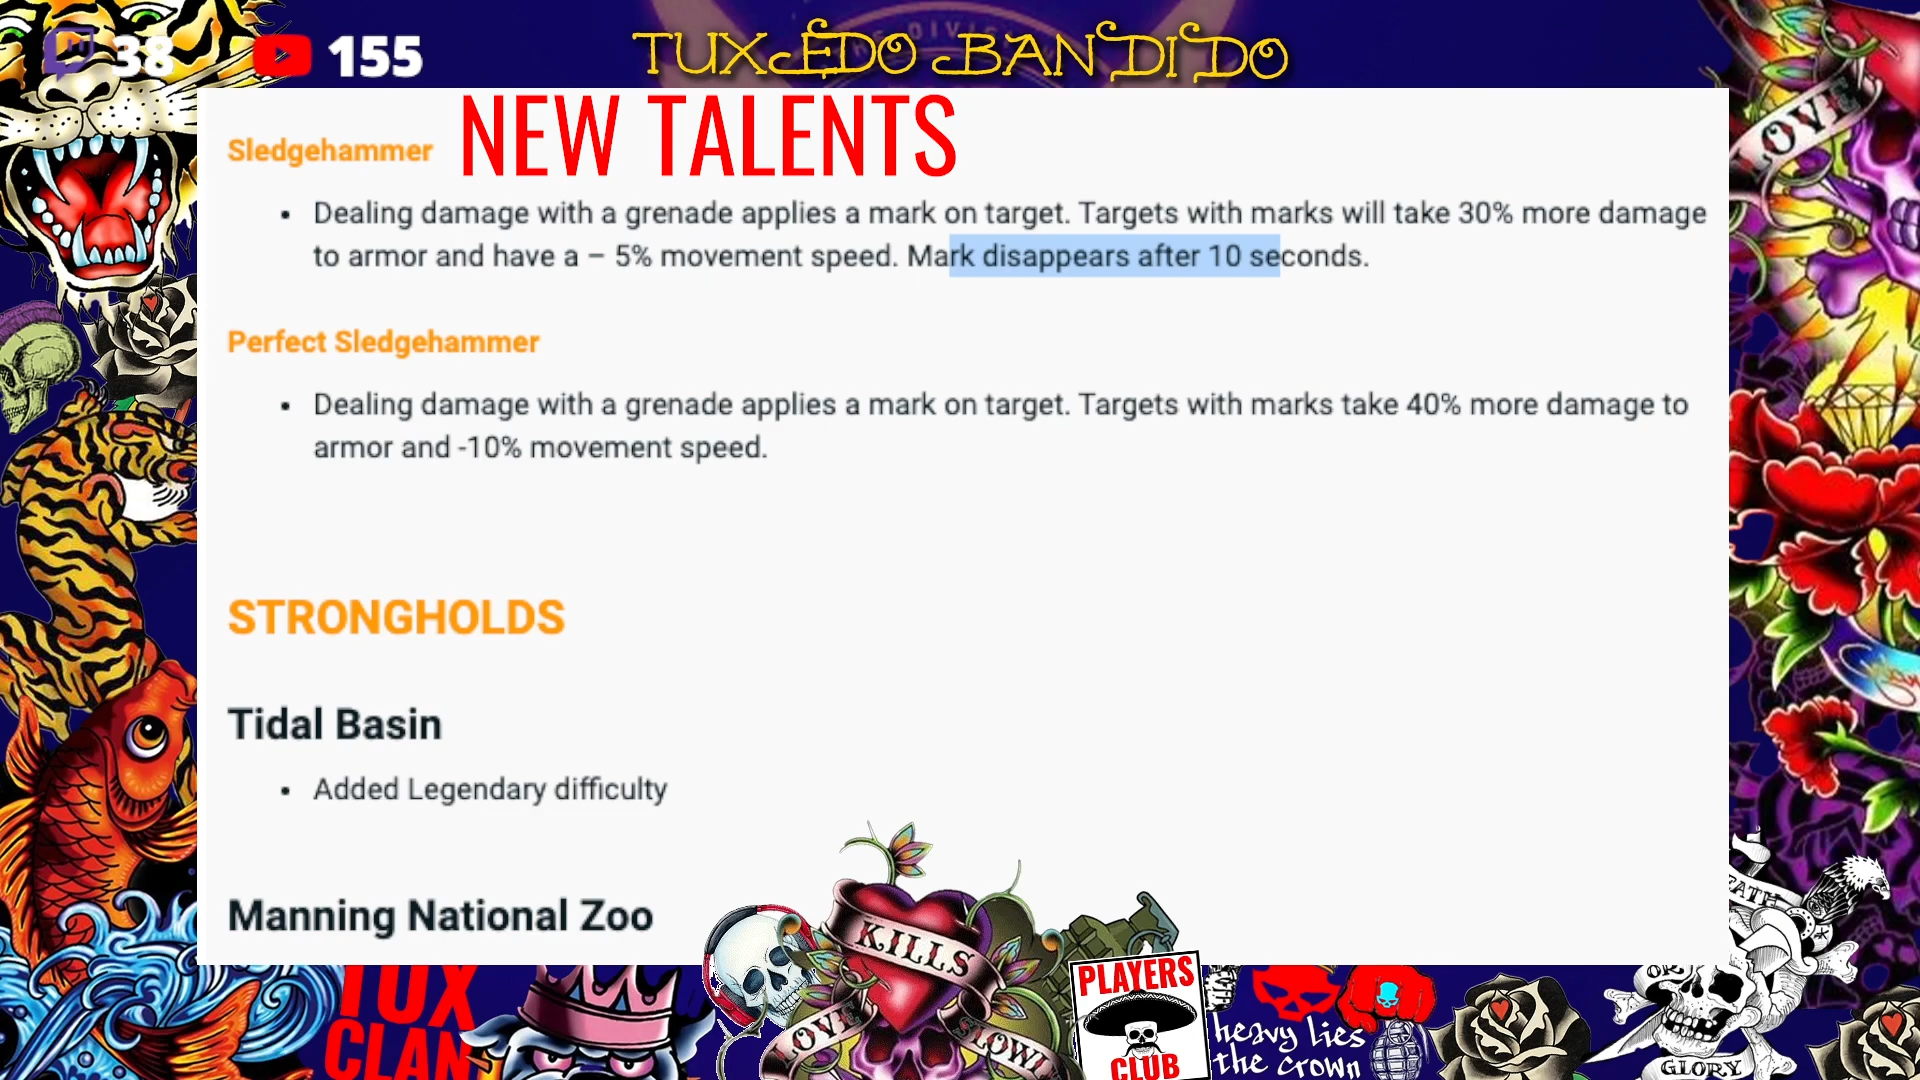 38
155
TUXEDO BANDIDO
NEW TALENTS
Sledgehammer
• Dealing damage with a grenade applies a mark on target. Targets with marks will take 30% more damage
to armor and have a – 5% movement speed. Mark disappears after 10 seconds.
Perfect Sledgehammer
• Dealing damage with a grenade applies a mark on target. Targets with marks take 40% more damage to
armor and -10% movement speed.
STRONGHOLDS
Tidal Basin
• Added Legendary difficulty
Manning National Zoo
LOVE
KILLS
LOVE
SLOWLY
TUX
CLAN
PLAYERS
CLUB
heavy lies
the crown
OR
GLORY